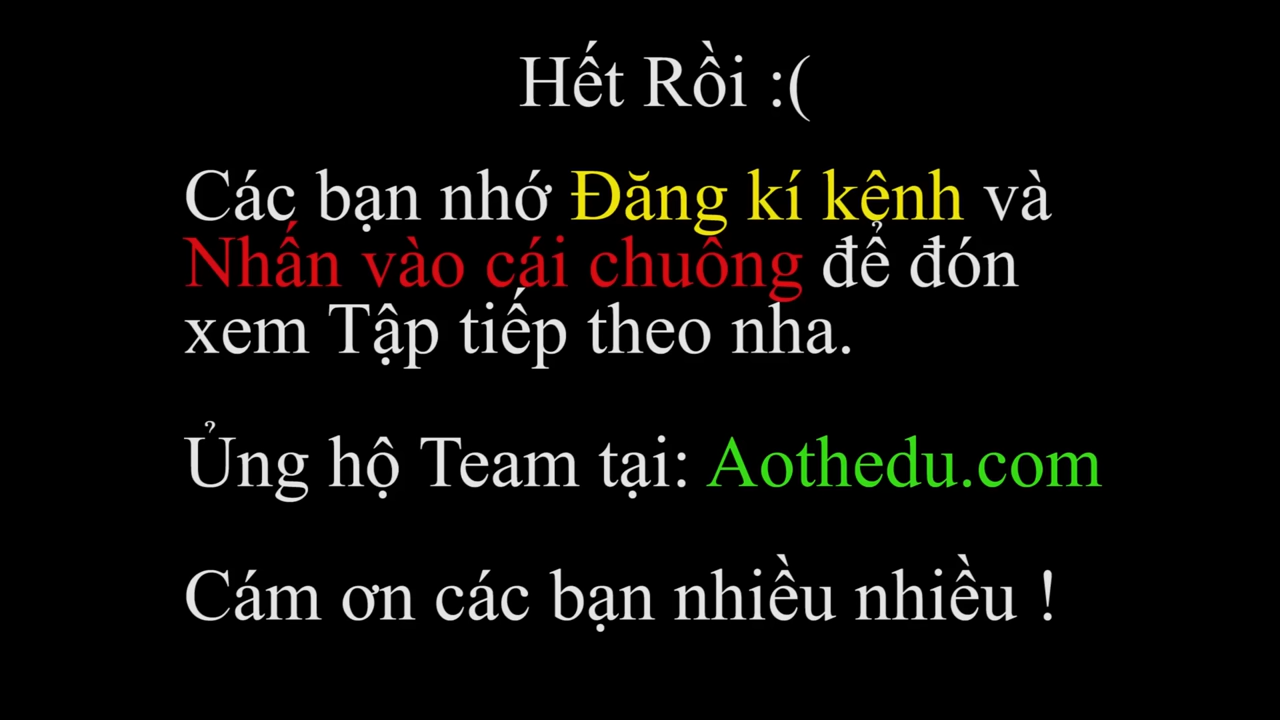 Hết Rồi :(
Các bạn nhớ Đăng kí kênh và
Nhấn vào cái chuông để đón
xem Tập tiếp theo nha.
Ủng hộ Team tại: Aothedu.com
Cám ơn các bạn nhiều nhiều !